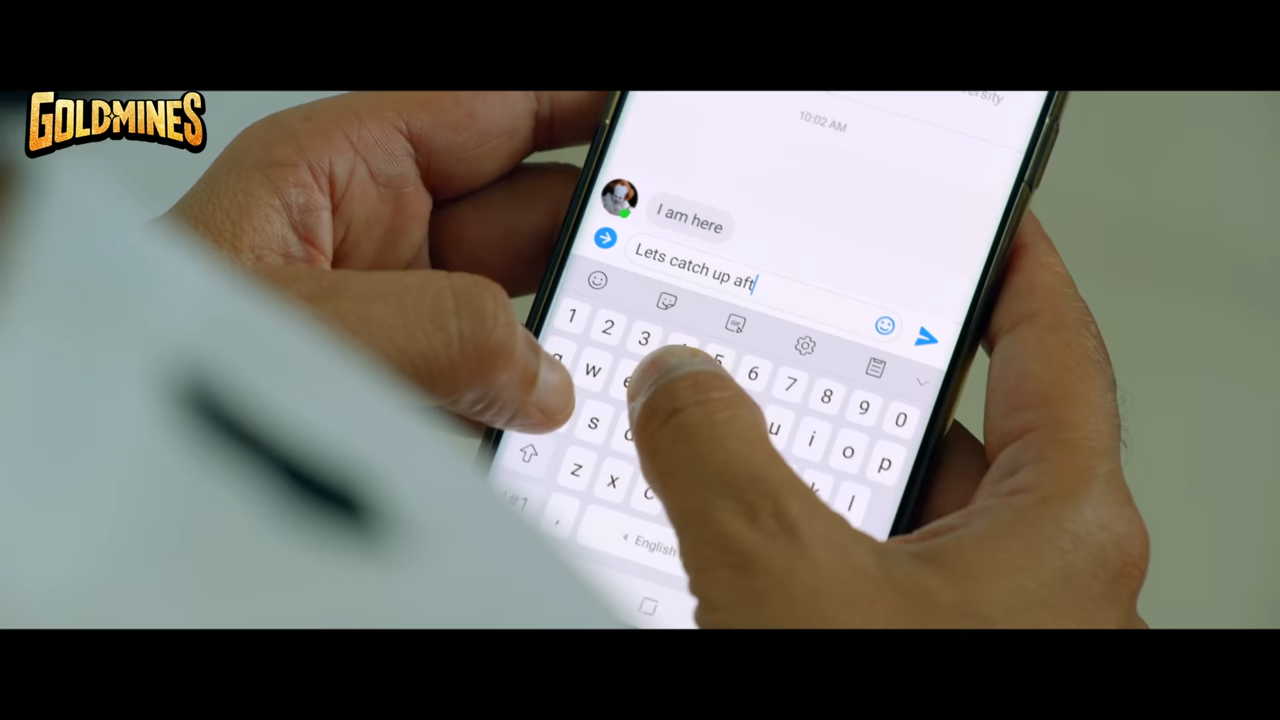 GOLDMINES
10:02 AM
I am here
Lets catch up aft
1 2 3 5 6 7 8 9 0
w e u i o p
s l
z x c
, English